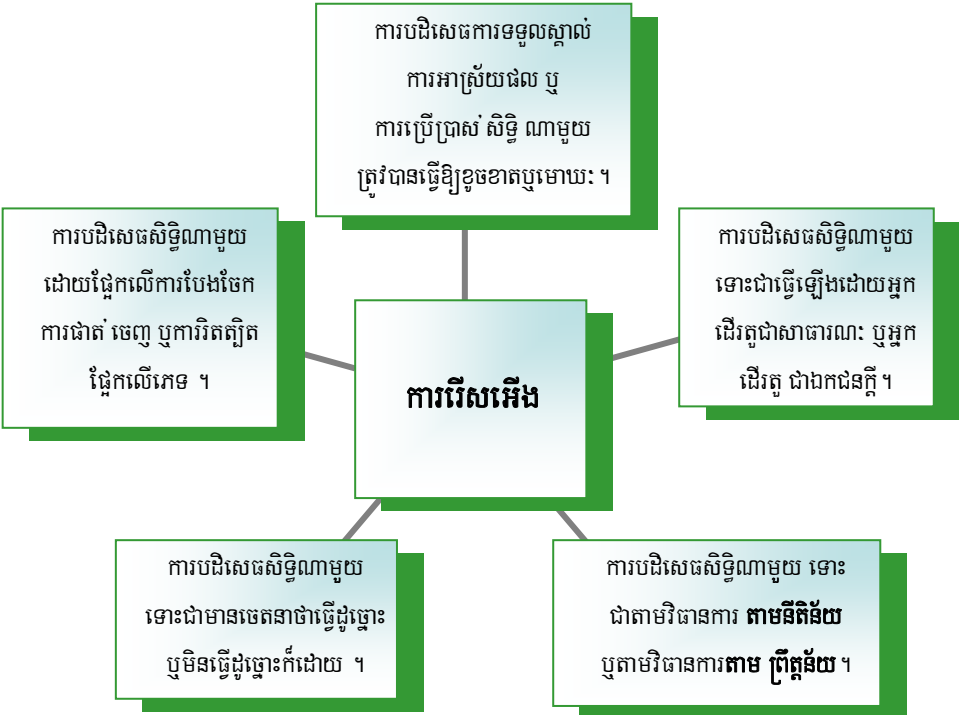 ការបដិសេធការទទួលស្គាល់
ការអាស្រ័យផល ឬ
ការប្រើប្រាស់ សិទ្ធិ ណាមួយ
ត្រូវបានធ្វើឱ្យខូចខាតឬមោឃៈ។
ការបដិសេធសិទ្ធិណាមួយ
ដោយផ្អែកលើការបែងចែក
ការផាត់ ចេញ ឬការរិតត្បិត
ផ្អែកលើភេទ ។
ការបដិសេធសិទ្ធិណាមួយ
ទោះជាធ្វើឡើងដោយអ្នក
ដើរតួជាសាធារណៈ ឬអ្នក
ដើរតួ ជាឯកជនក្តី។
ការរើសអើង
ការបដិសេធសិទ្ធិណាមួយ
ទោះជាមានចេតនាថាធ្វើដូច្នោះ
ឬមិនធ្វើដូច្នោះក៏ដោយ ។
ការបដិសេធសិទ្ធិណាមួយ ទោះ
ជាតាមវិធានការ តាមនីតិន័យ
ឬតាមវិធានការតាម ព្រឹត្តន័យ។